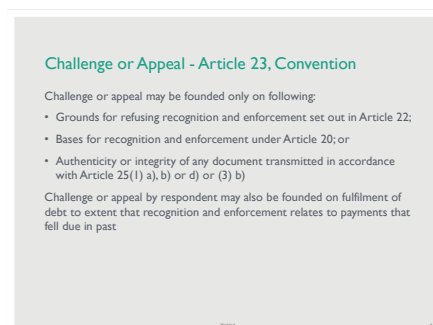 Challenge or Appeal - Article 23, Convention
Challenge or appeal may be founded only on following:
• Grounds for refusing recognition and enforcement set out in Article 22;
• Bases for recognition and enforcement under Article 20; or
• Authenticity or integrity of any document transmitted in accordance
with Article 25(1) a), b) or d) or (3) b)
Challenge or appeal by respondent may also be founded on fulfilment of
debt to extent that recognition and enforcement relates to payments that
fell due in past